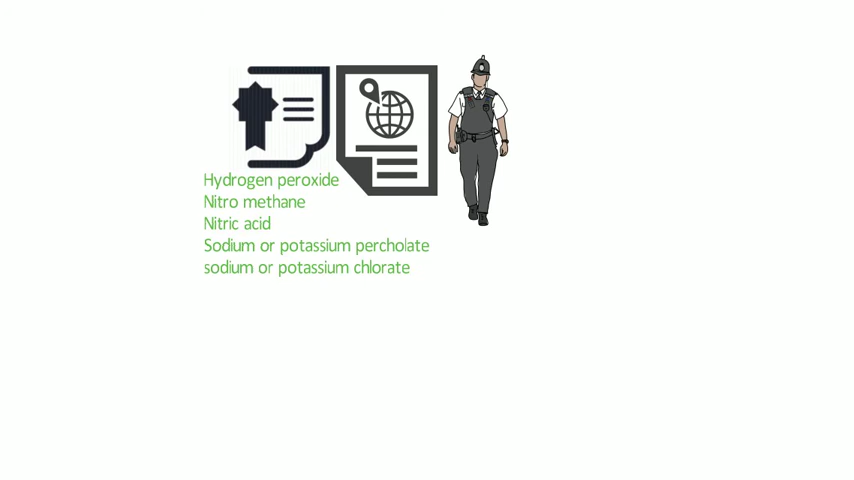 Hydrogen peroxide
Nitro methane
Nitric acid
Sodium or potassium percholate
sodium or potassium chlorate